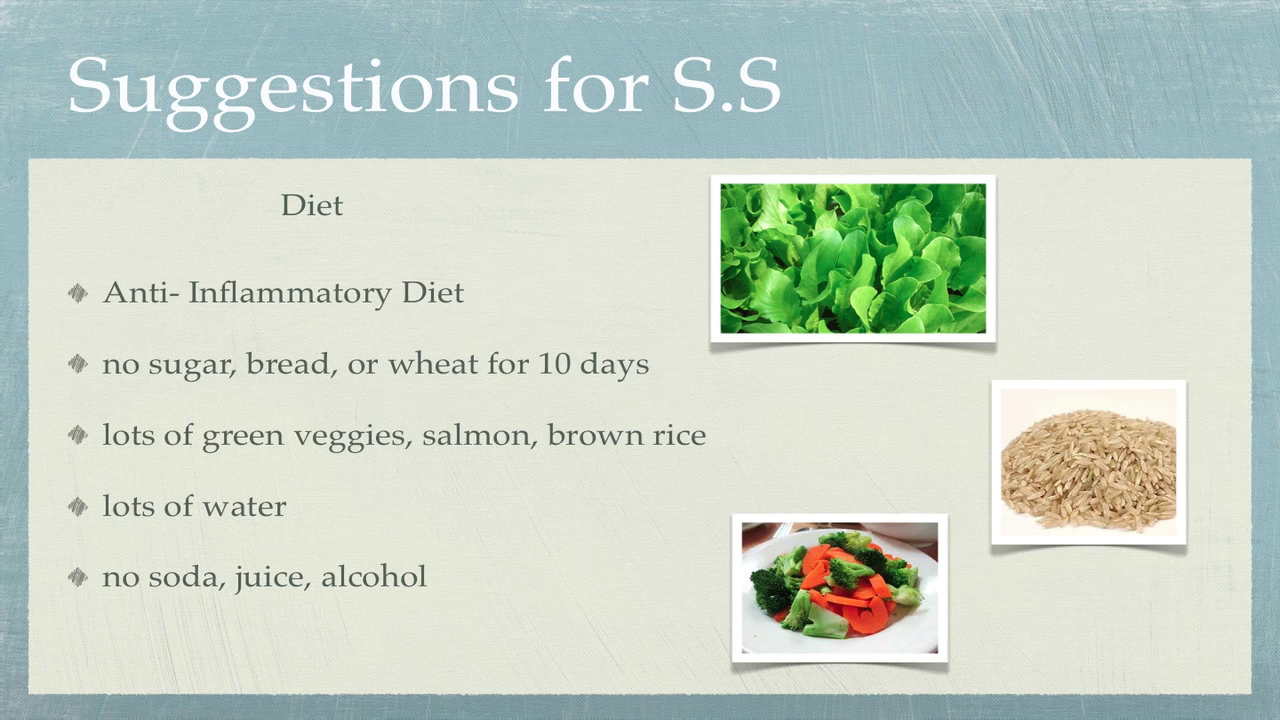 Suggestions for S.S
Diet
Anti- Inflammatory Diet
no sugar, bread, or wheat for 10 days
lots of green veggies, salmon, brown rice
lots of water
no soda, juice, alcohol